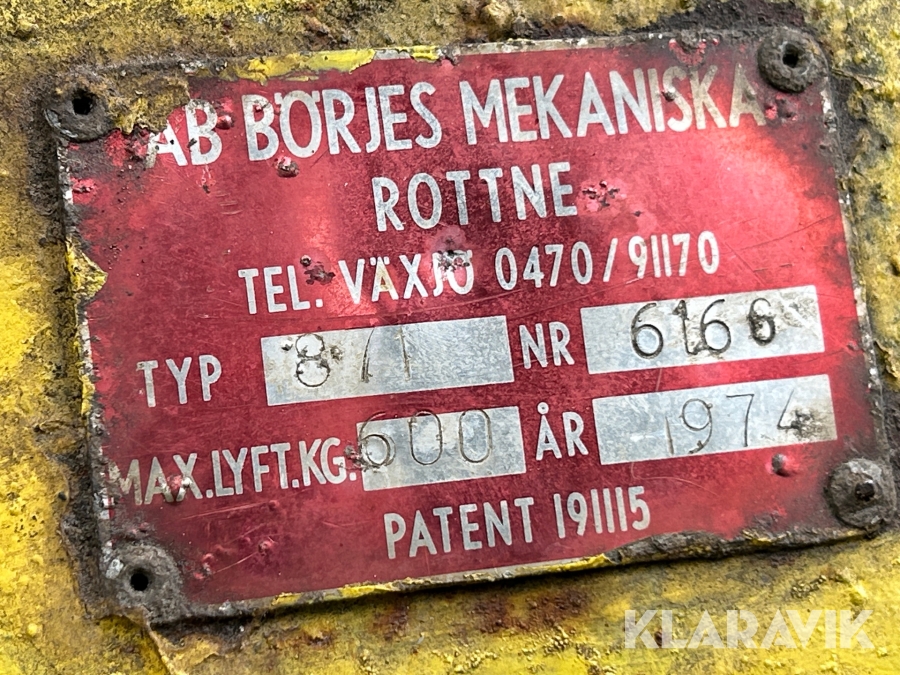 AB BÖRJES MEKANISKA
ROTTNE
TEL. VÄXJÖ 0470/91170
TYP 871 NR 6166
MAX.LYFT.KG. 600 ÅR 1974
PATENT 191115
KLARAVIK